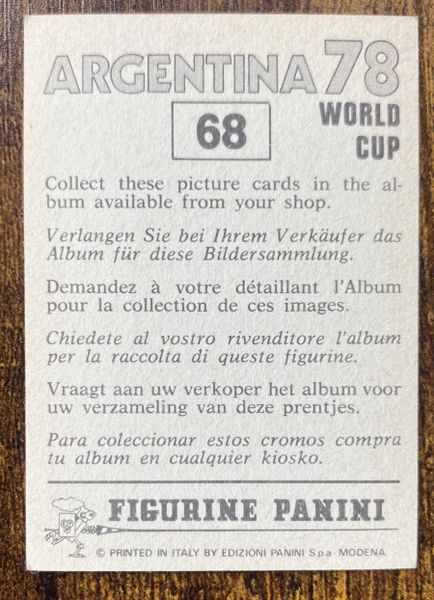 ARGENTINA 78
68
WORLD
CUP
Collect these picture cards in the al-
bum available from your shop.
Verlangen Sie bei Ihrem Verkäufer das
Album für diese Bildersammlung.
Demandez à votre détaillant l'Album
pour la collection de ces images.
Chiedete al vostro rivenditore l'album
per la raccolta di queste figurine.
Vraagt aan uw verkoper het album voor
uw verzameling van deze prentjes.
Para coleccionar estos cromos compra
tu album en cualquier kiosko.
FIGURINE PANINI
© PRINTED IN ITALY BY EDIZIONI PANINI S.p.a - MODENA